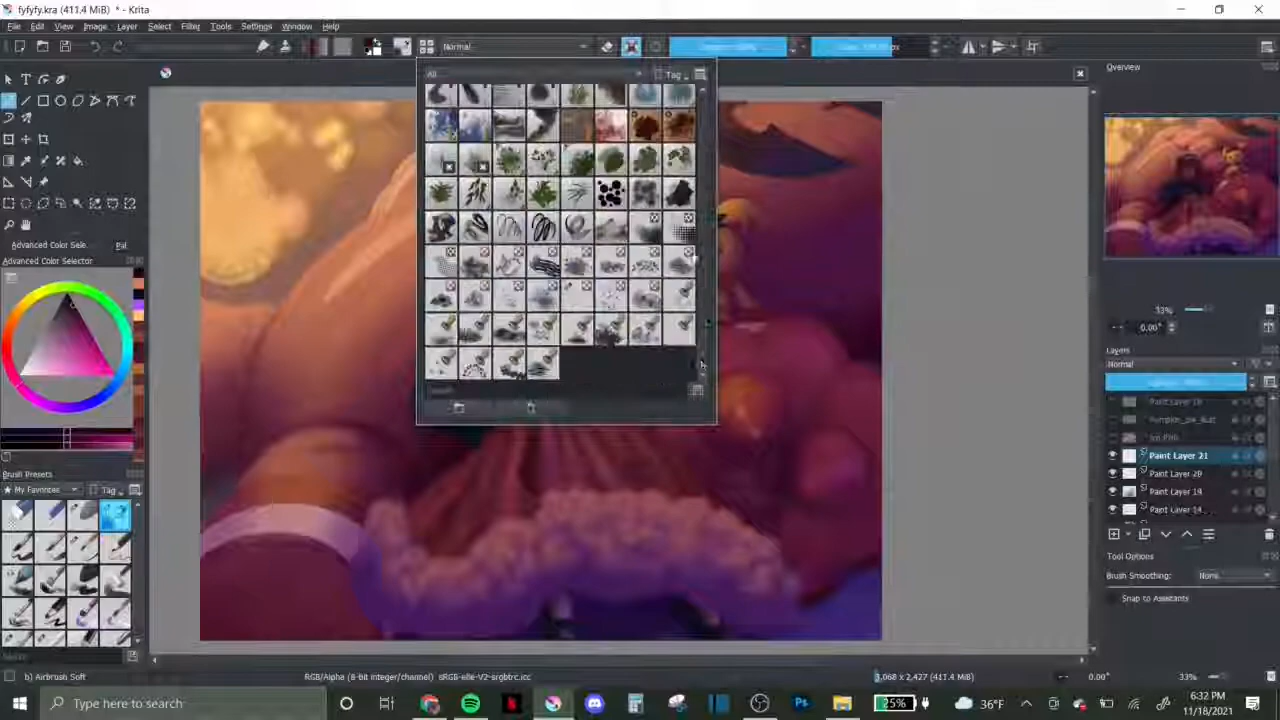 fyfyfy.kra (411.4 MiB) * - Krita
File Edit View Image Layer Select Filter Tools Settings Window Help
Normal
All
Tag
Overview
Advanced Color Sele... Pal
Advanced Color Selector
33%
0.00°
Layers
Normal
Paint Layer 21
Paint Layer 20
Paint Layer 19
Paint Layer 14
Brush Presets
My Favorites
Tag
Tool Options
Brush Smoothing: None
Snap to Assistants
b) Airbrush Soft
RGB/Alpha (8-bit integer/channel) sRGB-elle-V2-srgbtrc.icc
3,068 x 2,427 (411.4 MiB)
0.00°
33%
Type here to search
25%
36°F
6:32 PM
11/18/2021